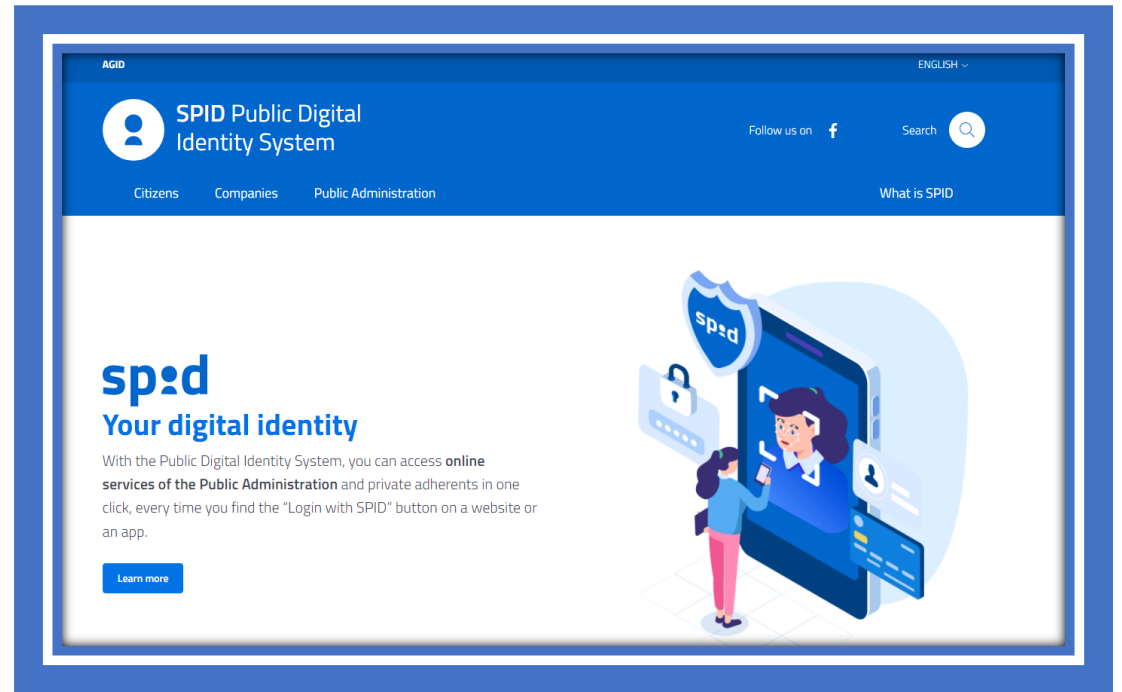 AGID
ENGLISH
SPID Public Digital
Identity System
Follow us on
Search
Citizens
Companies
Public Administration
What is SPID
spid
spid
Your digital identity
With the Public Digital Identity System, you can access online
services of the Public Administration and private adherents in one
click, every time you find the “Login with SPID” button on a website or
an app.
Learn more